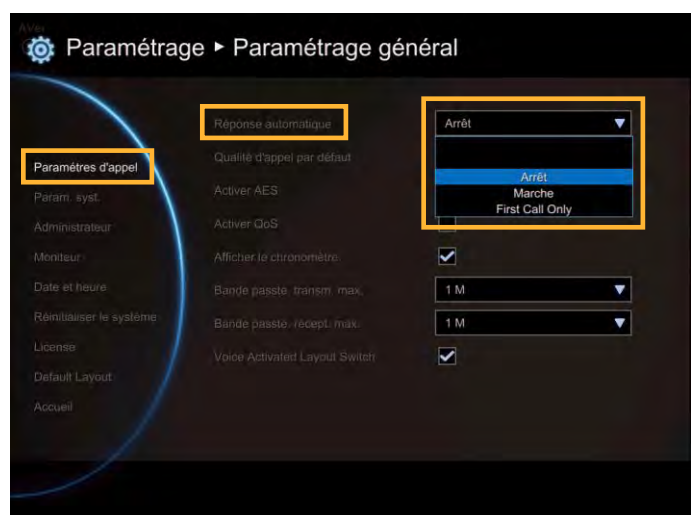 AVer
Paramétrage ► Paramétrage général
Paramètres d'appel
Param. syst.
Administrateur
Moniteur
Date et heure
Réinitialiser le système
License
Default Layout
Accueil
Réponse automatique
Arrêt ▼
Arrêt
Marche
First Call Only
Qualité d'appel par défaut
Activer AES
Activer QoS
Afficher le chronomètre
Bande passte. transm. max.
1 M ▼
Bande passte. récept. max.
1 M ▼
Voice Activated Layout Switch